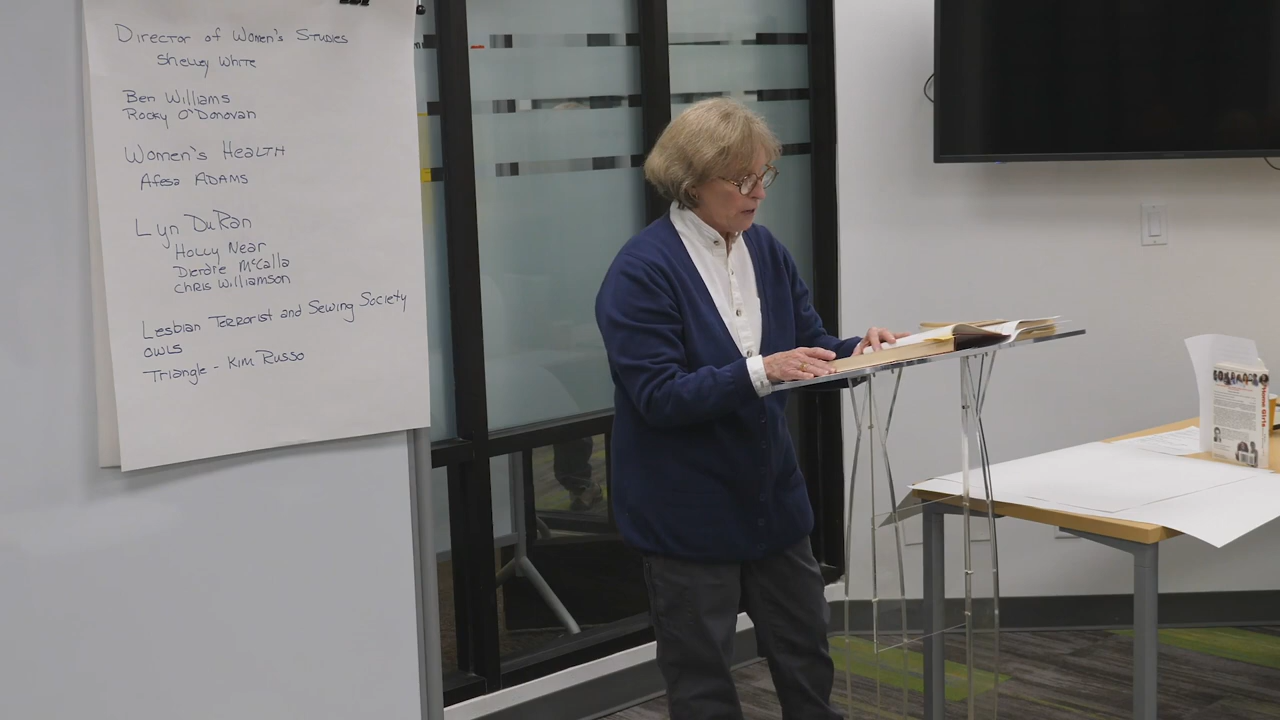 Director of Women's Studies
Shelley White
Ben Williams
Rocky O'Donovan
Women's Health
Afesa Adams
Lyn DuRan
Holly Near
Dierdre McCalla
Chris Williamson
Lesbian Terrorist and Sewing Society
OWLS
Triangle - Kim Russo